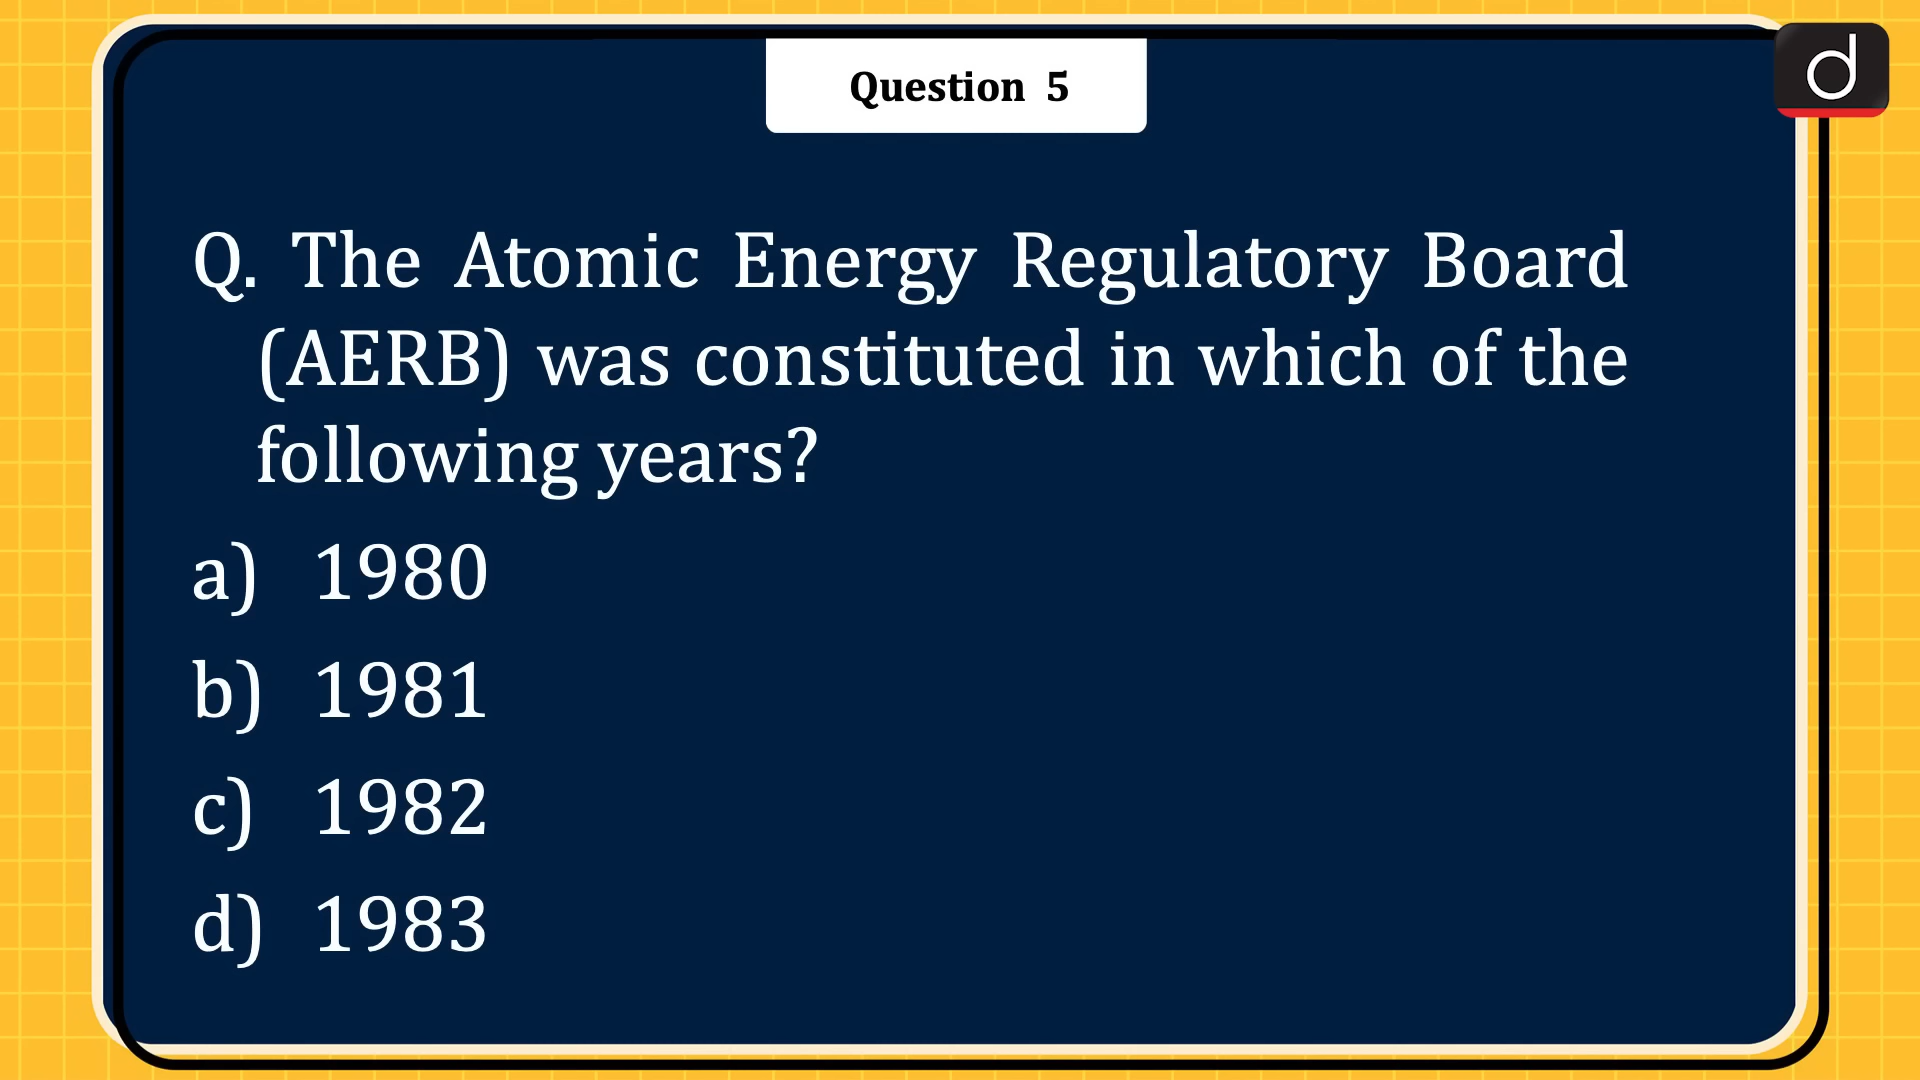 Question 5
d
Q. The Atomic Energy Regulatory Board
(AERB) was constituted in which of the
following years?
a) 1980
b) 1981
c) 1982
d) 1983